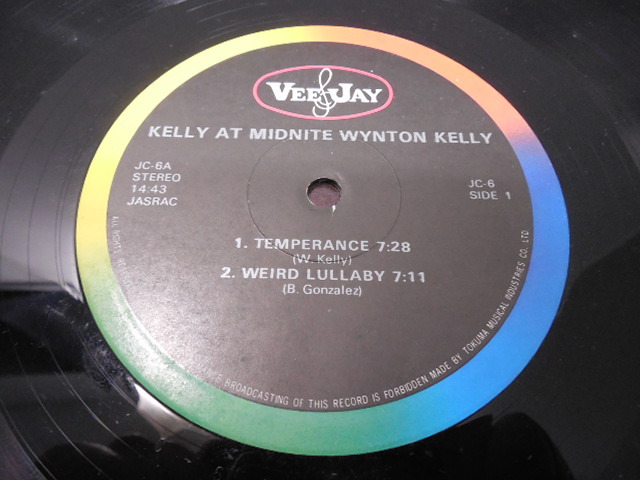 VEE JAY
KELLY AT MIDNITE WYNTON KELLY
JC-6A
STEREO
14:43
JASRAC
JC-6
SIDE 1
1. TEMPERANCE 7:28
(W. Kelly)
2. WEIRD LULLABY 7:11
(B. Gonzalez)
ALL RIGHTS BROADCASTING OF THIS RECORD IS FORBIDDEN MADE BY TOKUMA MUSICAL INDUSTRIES CO. LTD